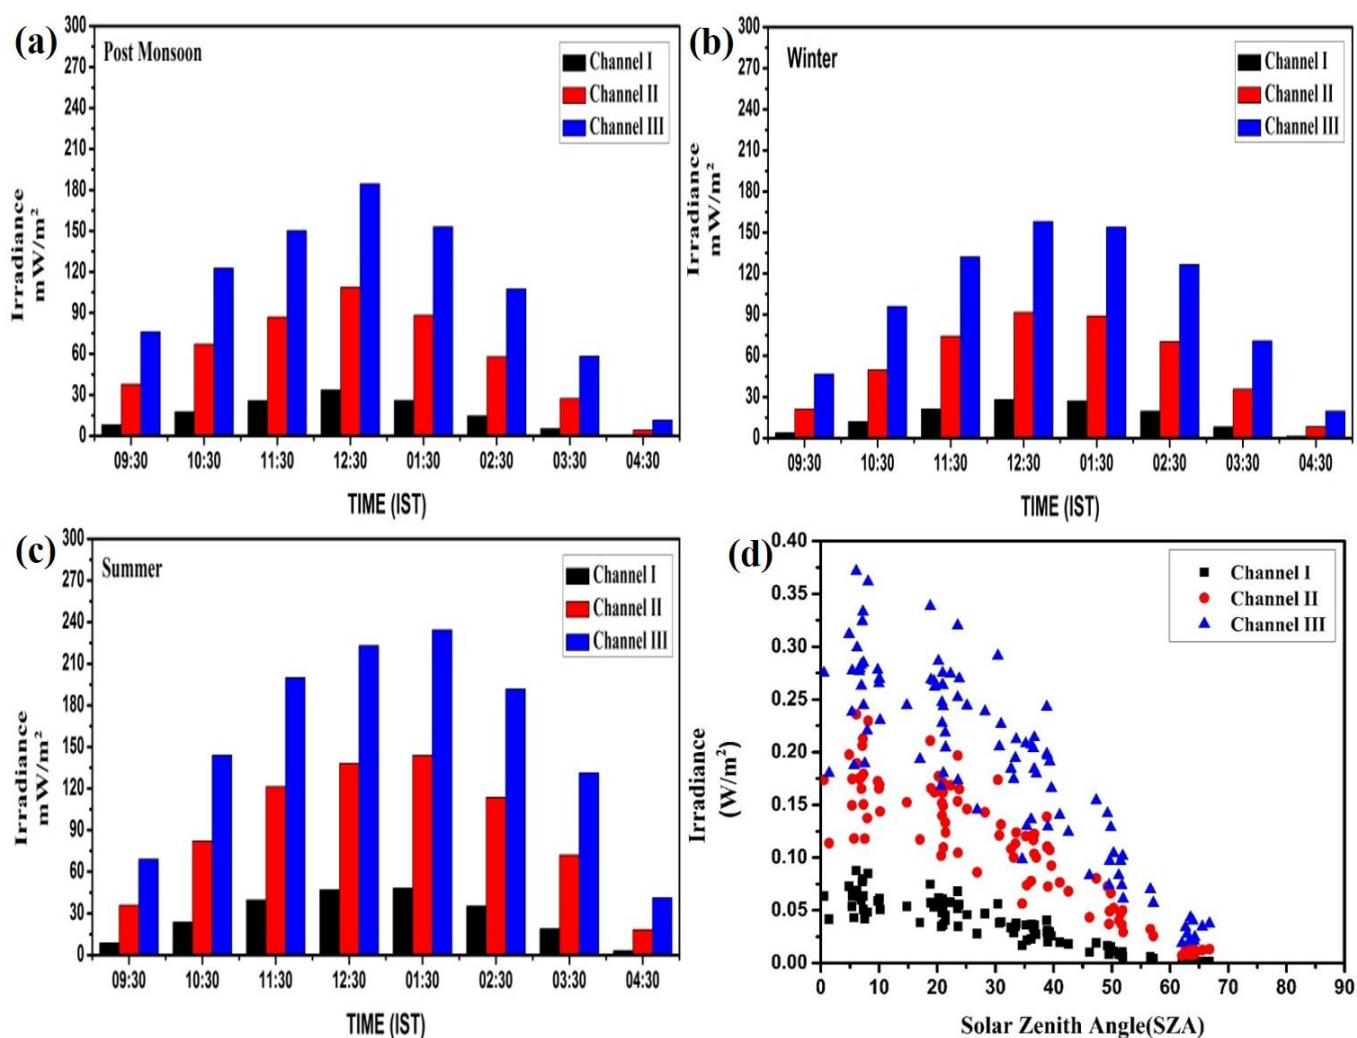 (a)
Post Monsoon
Channel I
Channel II
Channel III
300
270
240
210
180
150
120
90
60
30
0
Irradiance
mW/m²
09:30 10:30 11:30 12:30 01:30 02:30 03:30 04:30
TIME (IST)
(b)
Winter
Channel I
Channel II
Channel III
300
270
240
210
180
150
120
90
60
30
0
Irradiance
mW/m²
09:30 10:30 11:30 12:30 01:30 02:30 03:30 04:30
TIME (IST)
(c)
Summer
Channel I
Channel II
Channel III
300
270
240
210
180
150
120
90
60
30
0
Irradiance
mW/m²
09:30 10:30 11:30 12:30 01:30 02:30 03:30 04:30
TIME (IST)
(d)
Channel I
Channel II
Channel III
0.40
0.35
0.30
0.25
0.20
0.15
0.10
0.05
0.00
Irradiance
(W/m²)
0 10 20 30 40 50 60 70 80 90
Solar Zenith Angle(SZA)